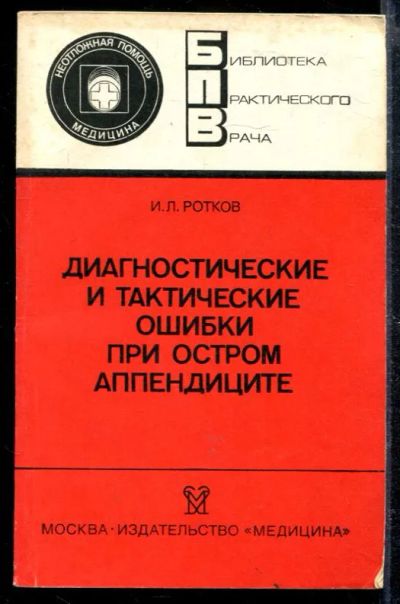 НЕОТЛОЖНАЯ ПОМОЩЬ
МЕДИЦИНА
БИБЛИОТЕКА
ПРАКТИЧЕСКОГО
ВРАЧА
И.Л. РОТКОВ
ДИАГНОСТИЧЕСКИЕ
И ТАКТИЧЕСКИЕ
ОШИБКИ
ПРИ ОСТРОМ
АППЕНДИЦИТЕ
МОСКВА · ИЗДАТЕЛЬСТВО «МЕДИЦИНА»